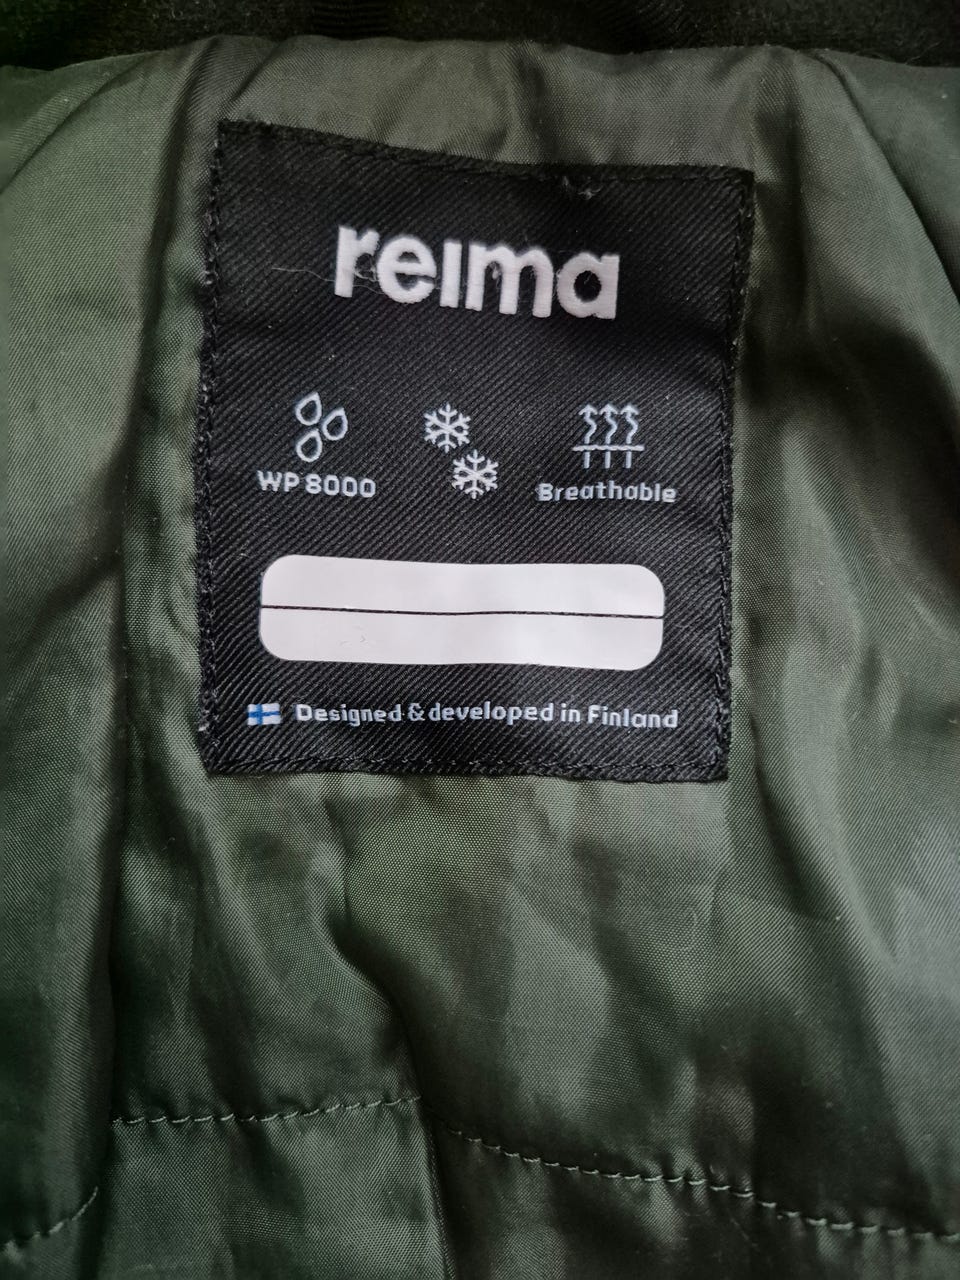 reima
WP 8000
Breathable
Designed & developed in Finland